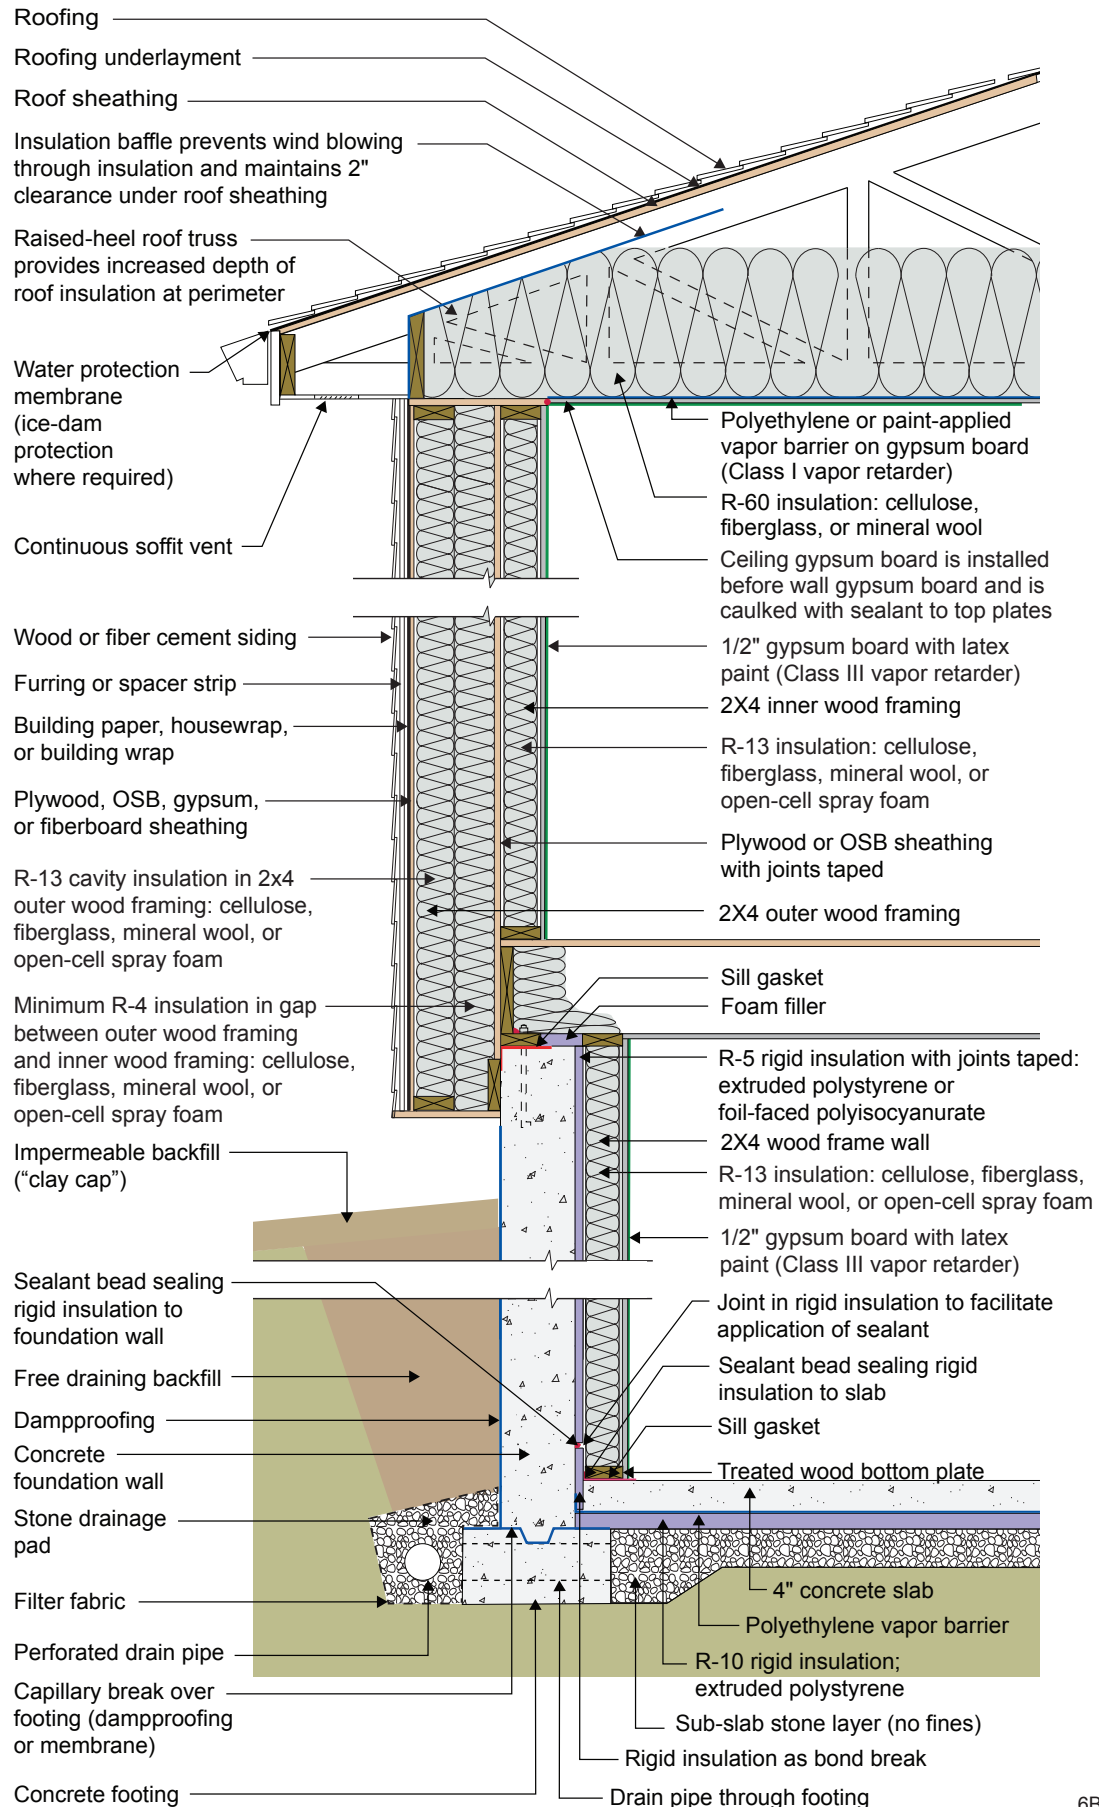 Roofing
Roofing underlayment
Roof sheathing
Insulation baffle prevents wind blowing
through insulation and maintains 2"
clearance under roof sheathing
Raised-heel roof truss
provides increased depth of
roof insulation at perimeter
Water protection
membrane
(ice-dam
protection
where required)
Continuous soffit vent
Wood or fiber cement siding
Furring or spacer strip
Building paper, housewrap,
or building wrap
Plywood, OSB, gypsum,
or fiberboard sheathing
R-13 cavity insulation in 2x4
outer wood framing: cellulose,
fiberglass, mineral wool, or
open-cell spray foam
Minimum R-4 insulation in gap
between outer wood framing
and inner wood framing: cellulose,
fiberglass, mineral wool, or
open-cell spray foam
Impermeable backfill
(“clay cap”)
Sealant bead sealing
rigid insulation to
foundation wall
Free draining backfill
Dampproofing
Concrete
foundation wall
Stone drainage
pad
Filter fabric
Perforated drain pipe
Capillary break over
footing (dampproofing
or membrane)
Concrete footing
Polyethylene or paint-applied
vapor barrier on gypsum board
(Class I vapor retarder)
R-60 insulation: cellulose,
fiberglass, or mineral wool
Ceiling gypsum board is installed
before wall gypsum board and is
caulked with sealant to top plates
1/2" gypsum board with latex
paint (Class III vapor retarder)
2X4 inner wood framing
R-13 insulation: cellulose,
fiberglass, mineral wool, or
open-cell spray foam
Plywood or OSB sheathing
with joints taped
2X4 outer wood framing
Sill gasket
Foam filler
R-5 rigid insulation with joints taped:
extruded polystyrene or
foil-faced polyisocyanurate
2X4 wood frame wall
R-13 insulation: cellulose, fiberglass,
mineral wool, or open-cell spray foam
1/2" gypsum board with latex
paint (Class III vapor retarder)
Joint in rigid insulation to facilitate
application of sealant
Sealant bead sealing rigid
insulation to slab
Sill gasket
Treated wood bottom plate
4" concrete slab
Polyethylene vapor barrier
R-10 rigid insulation;
extruded polystyrene
Sub-slab stone layer (no fines)
Rigid insulation as bond break
Drain pipe through footing
6B